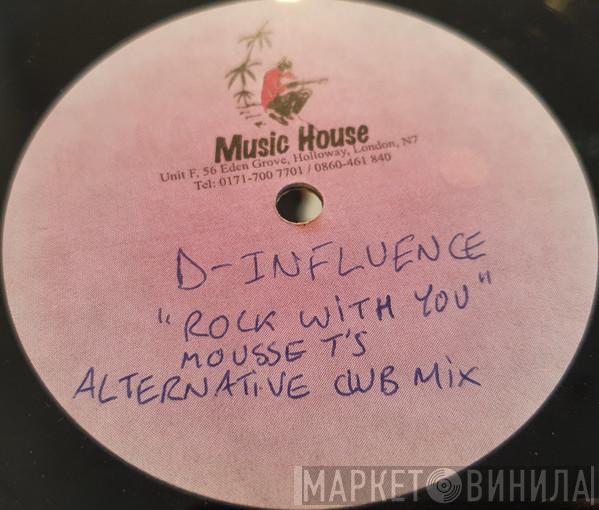 Music House
Unit F, 56 Eden Grove, Holloway, London, N7
Tel: 0171-700 7701 / 0860-461 840
D-INFLUENCE
"ROCK WITH YOU"
MOUSSE T'S
ALTERNATIVE CLUB MIX
МАРКЕТ ВИНИЛА